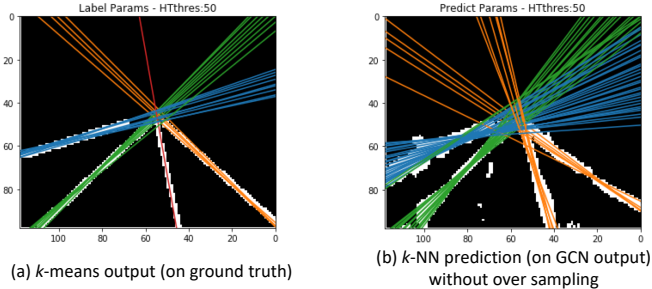 Label Params - HTthres:50
0
20
40
60
80
100 80 60 40 20 0
(a) k-means output (on ground truth)
Predict Params - HTthres:50
0
20
40
60
80
100 80 60 40 20 0
(b) k-NN prediction (on GCN output)
without over sampling